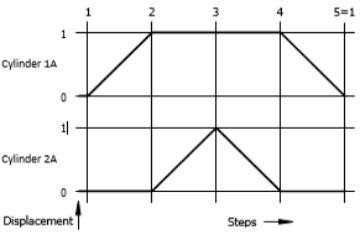 1 2 3 4 5=1
1
Cylinder 1A
0
1|
Cylinder 2A
0
Displacement Steps